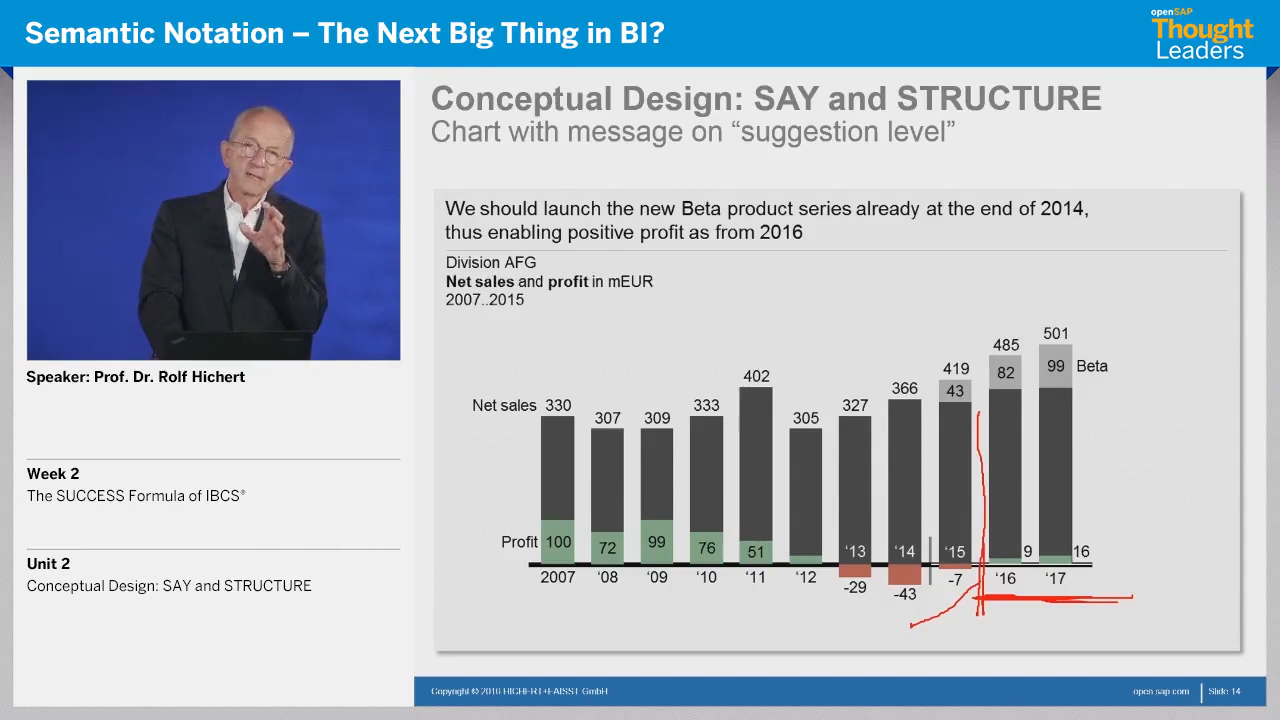 Semantic Notation – The Next Big Thing in BI?
openSAP
Thought
Leaders
Speaker: Prof. Dr. Rolf Hichert
Week 2
The SUCCESS Formula of IBCS®
Unit 2
Conceptual Design: SAY and STRUCTURE
Conceptual Design: SAY and STRUCTURE
Chart with message on “suggestion level”
We should launch the new Beta product series already at the end of 2014,
thus enabling positive profit as from 2016
Division AFG
Net sales and profit in mEUR
2007..2015
Net sales 330 307 309 333 402 305 327 366 419 485 501
43 82 99 Beta
Profit 100 72 99 76 51 9 16
2007 ‘08 ‘09 ‘10 ‘11 ‘12 ‘13 ‘14 ‘15 ‘16 ‘17
-29 -43 -7
Copyright © 2016 HICHERT+FAISST GmbH
open.sap.com
Slide 14